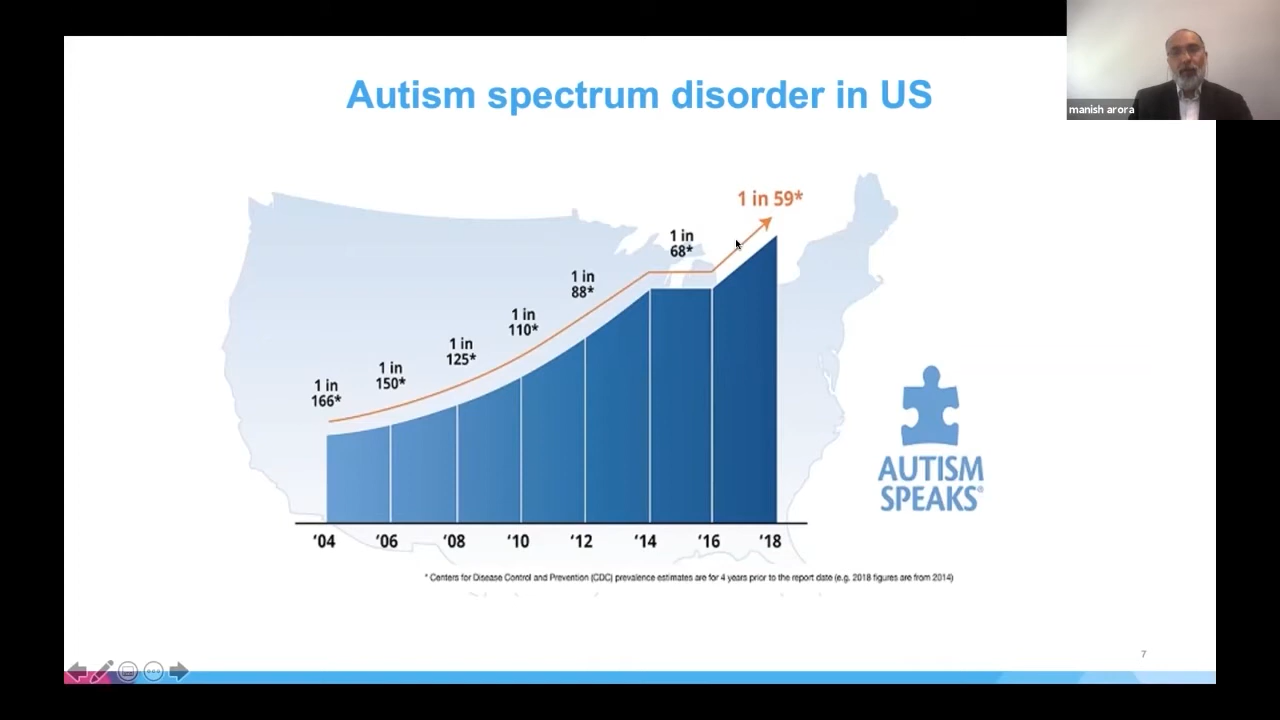 Autism spectrum disorder in US
manish arora
1 in 59*
1 in
68*
1 in
88*
1 in
110*
1 in
125*
1 in
150*
1 in
166*
AUTISM
SPEAKS®
‘04 ‘06 ‘08 ‘10 ‘12 ‘14 ‘16 ‘18
* Centers for Disease Control and Prevention (CDC) prevalence estimates are for 4 years prior to the report date (e.g. 2018 figures are from 2014)
7